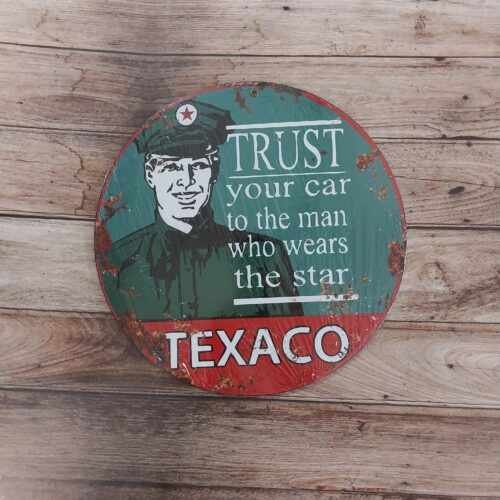 TRUST
your car
to the man
who wears
the star
TEXACO